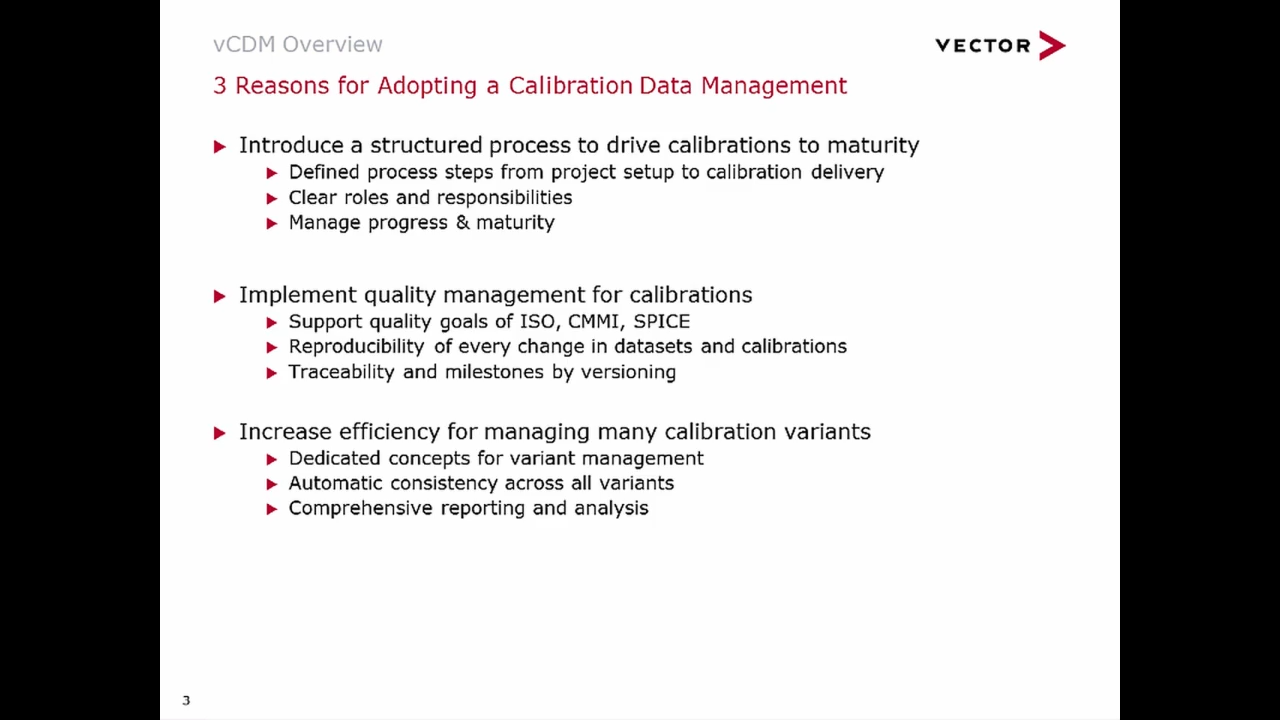 vCDM Overview
VECTOR
3 Reasons for Adopting a Calibration Data Management
Introduce a structured process to drive calibrations to maturity
Defined process steps from project setup to calibration delivery
Clear roles and responsibilities
Manage progress & maturity
Implement quality management for calibrations
Support quality goals of ISO, CMMI, SPICE
Reproducibility of every change in datasets and calibrations
Traceability and milestones by versioning
Increase efficiency for managing many calibration variants
Dedicated concepts for variant management
Automatic consistency across all variants
Comprehensive reporting and analysis
3